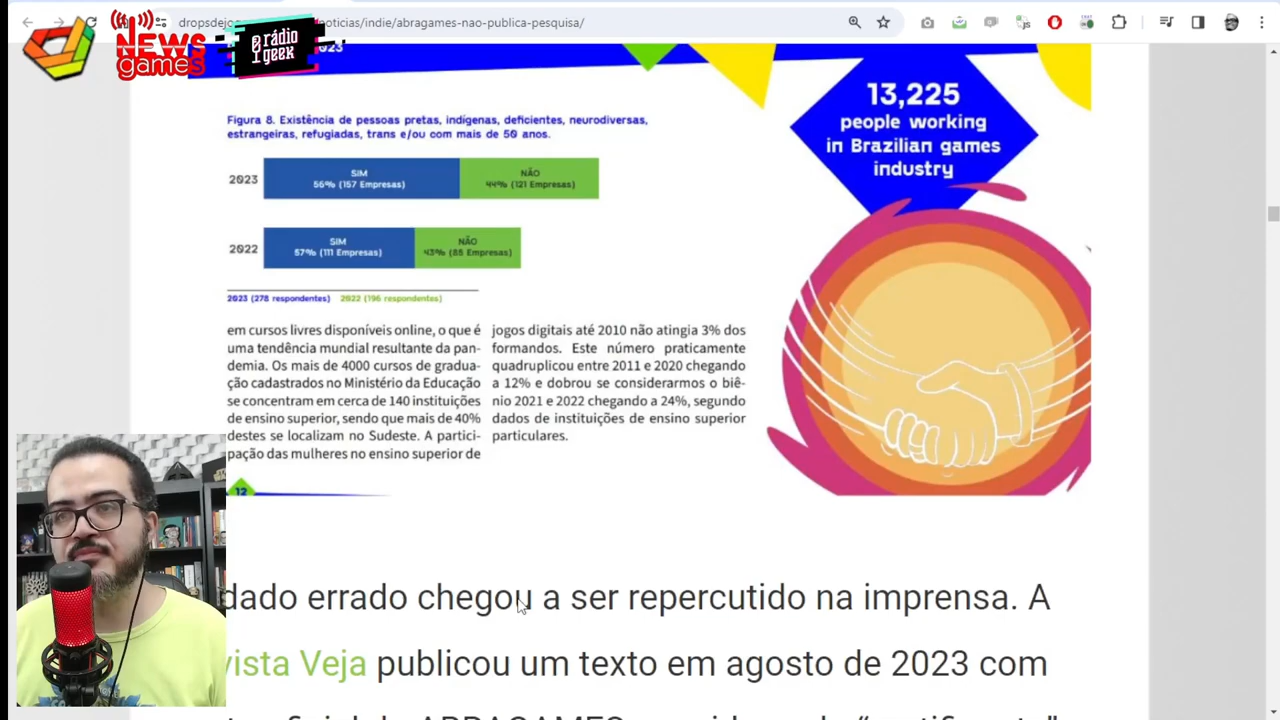 dropsdejo
noticias/indie/abragames-nao-publica-pesquisa/
NEWS
games
rádio
geek
023
Figura 8. Existência de pessoas pretas, indígenas, deficientes, neurodiversas,
estrangeiras, refugiadas, trans e/ou com mais de 50 anos.
2023
SIM
56% (157 Empresas)
NÃO
44% (121 Empresas)
2022
SIM
57% (111 Empresas)
NÃO
43% (85 Empresas)
2023 (278 respondentes) 2022 (196 respondentes)
em cursos livres disponíveis online, o que é
uma tendência mundial resultante da pan-
demia. Os mais de 4000 cursos de gradua-
ção cadastrados no Ministério da Educação
se concentram em cerca de 140 instituições
de ensino superior, sendo que mais de 40%
destes se localizam no Sudeste. A partici-
pação das mulheres no ensino superior de
jogos digitais até 2010 não atingia 3% dos
formandos. Este número praticamente
quadruplicou entre 2011 e 2020 chegando
a 12% e dobrou se considerarmos o biê-
nio 2021 e 2022 chegando a 24%, segundo
dados de instituições de ensino superior
particulares.
12
13,225
people working
in Brazilian games
industry
dado errado chegou a ser repercutido na imprensa. A
vista Veja publicou um texto em agosto de 2023 com